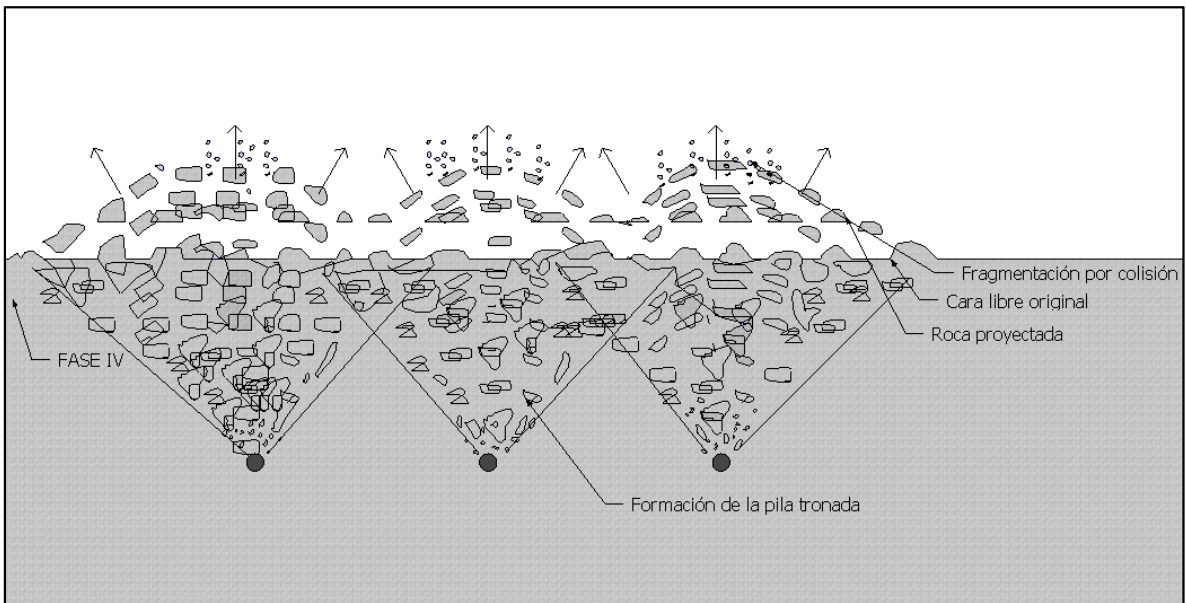 Fragmentación por colisión
Cara libre original
Roca proyectada
FASE IV
Formación de la pila tronada